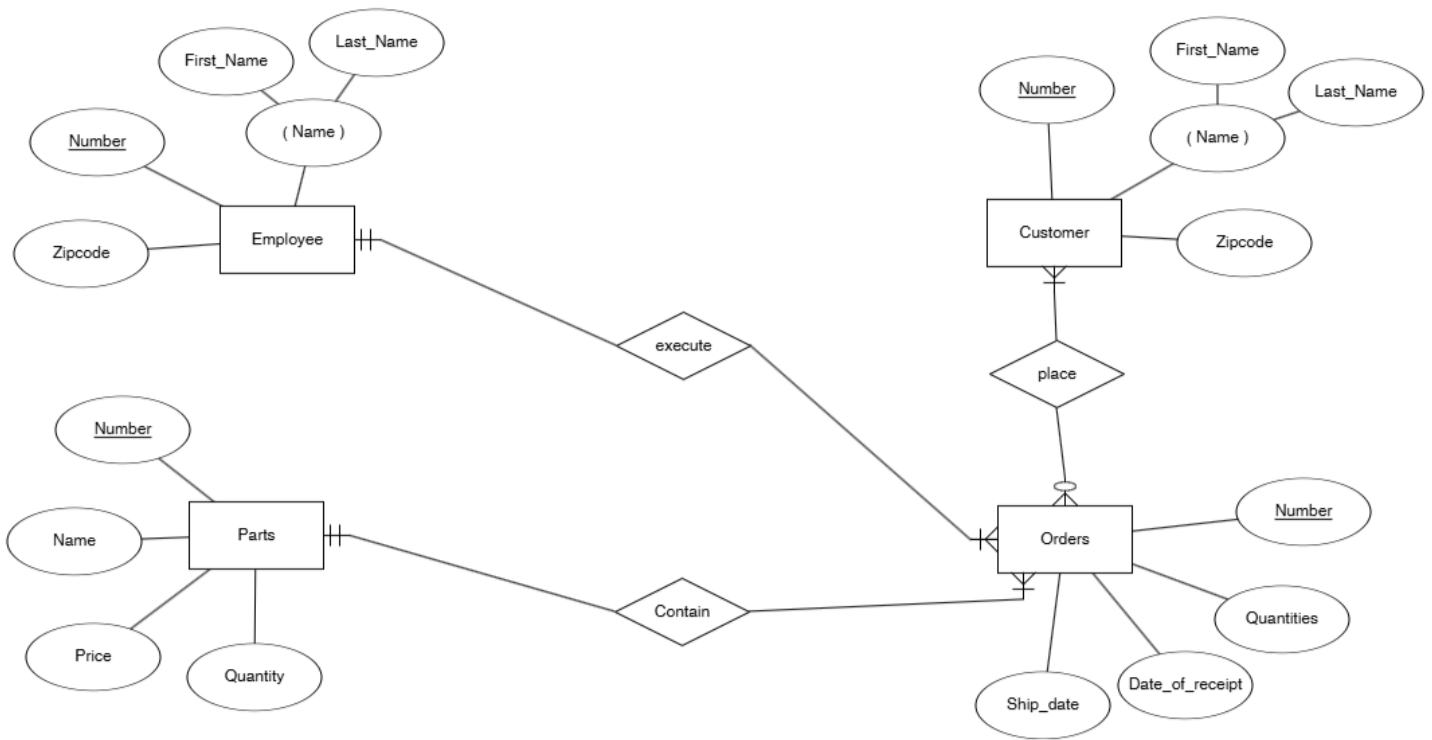 First_Name
Last_Name
Number
( Name )
Zipcode
Employee
First_Name
Number
Last_Name
( Name )
Customer
Zipcode
execute
place
Number
Name
Parts
Price
Quantity
Contain
Orders
Number
Quantities
Date_of_receipt
Ship_date